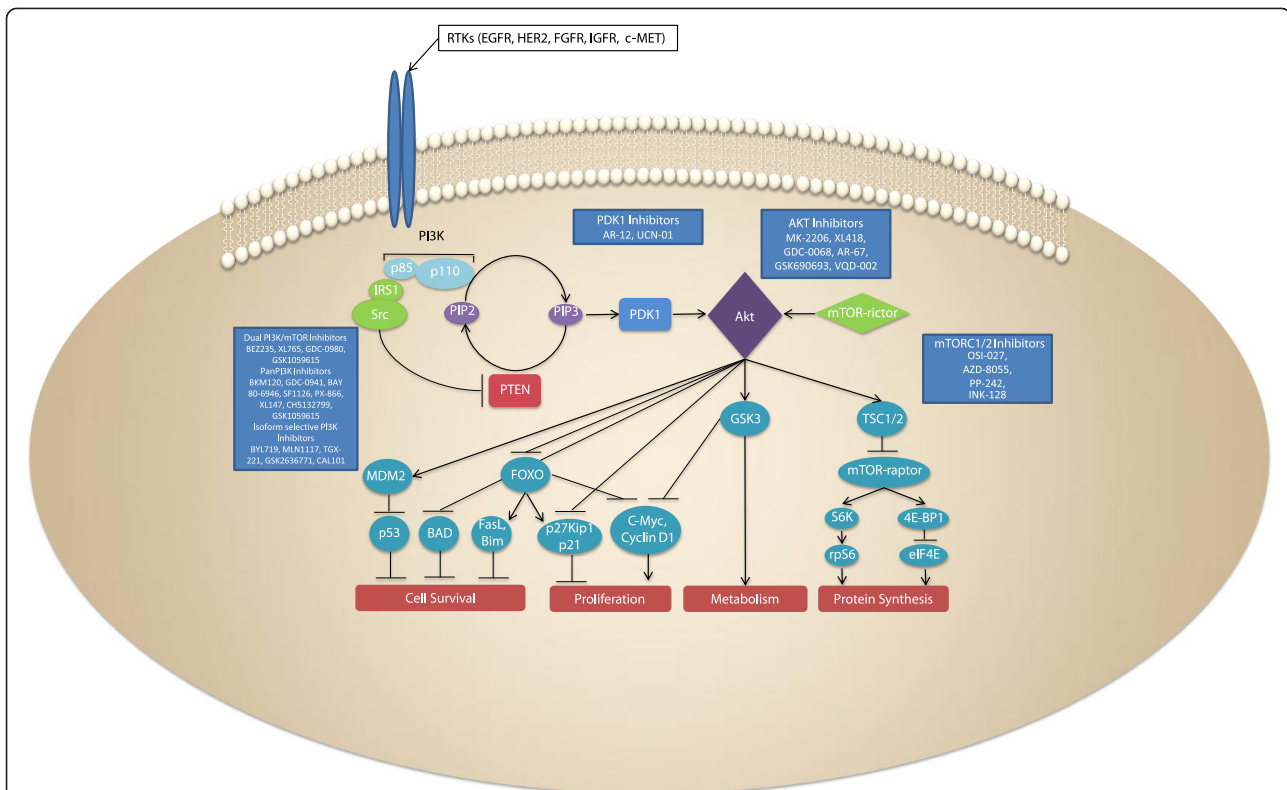 RTKs (EGFR, HER2, FGFR, IGFR, c-MET)
PI3K
p85
p110
IRS1
Src
PIP2
PIP3
PDK1
Akt
mTOR-rictor
PTEN
PDK1 Inhibitors
AR-12, UCN-01
AKT Inhibitors
MK-2206, XL418,
GDC-0068, AR-67,
GSK690693, VQD-002
mTORC1/2 Inhibitors
OSI-027,
AZD-8055,
PP-242,
INK-128
Dual PI3K/mTOR Inhibitors
BEZ235, XL765, GDC-0980,
GSK1059615
PanPI3K Inhibitors
BKM120, GDC-0941, BAY
80-6946, SF1126, PX-866,
XL147, CH5132799,
GSK1059615
Isoform selective PI3K
Inhibitors
BYL719, MLN1117, TGX-
221, GSK2636771, CAL101
GSK3
TSC1/2
MDM2
FOXO
mTOR-raptor
p53
BAD
FasL,
Bim
p27Kip1
p21
C-Myc,
Cyclin D1
S6K
4E-BP1
rpS6
eIF4E
Cell Survival
Proliferation
Metabolism
Protein Synthesis